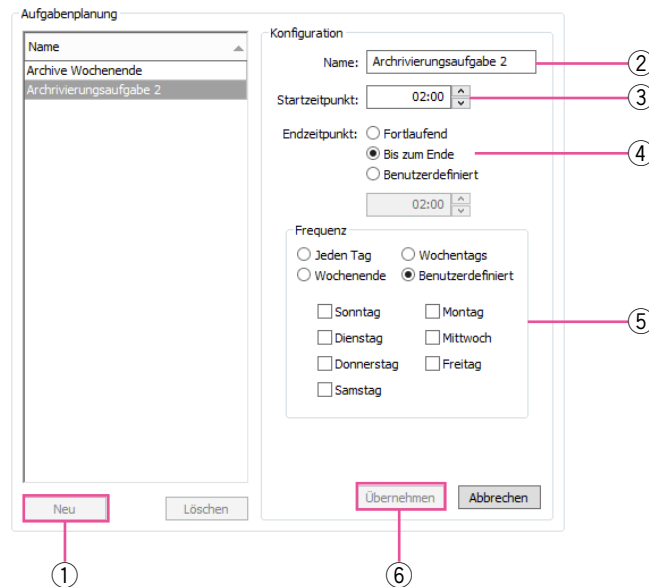 Aufgabenplanung
Name
Archive Wochenende
Archrivierungsaufgabe 2
Neu
Löschen
Konfiguration
Name: Archrivierungsaufgabe 2
Startzeitpunkt: 02:00
Endzeitpunkt: Fortlaufend
Bis zum Ende
Benutzerdefiniert
02:00
Frequenz
Jeden Tag Wochentags
Wochenende Benutzerdefiniert
Sonntag Montag
Dienstag Mittwoch
Donnerstag Freitag
Samstag
Übernehmen Abbrechen
②
③
④
⑤
① ⑥